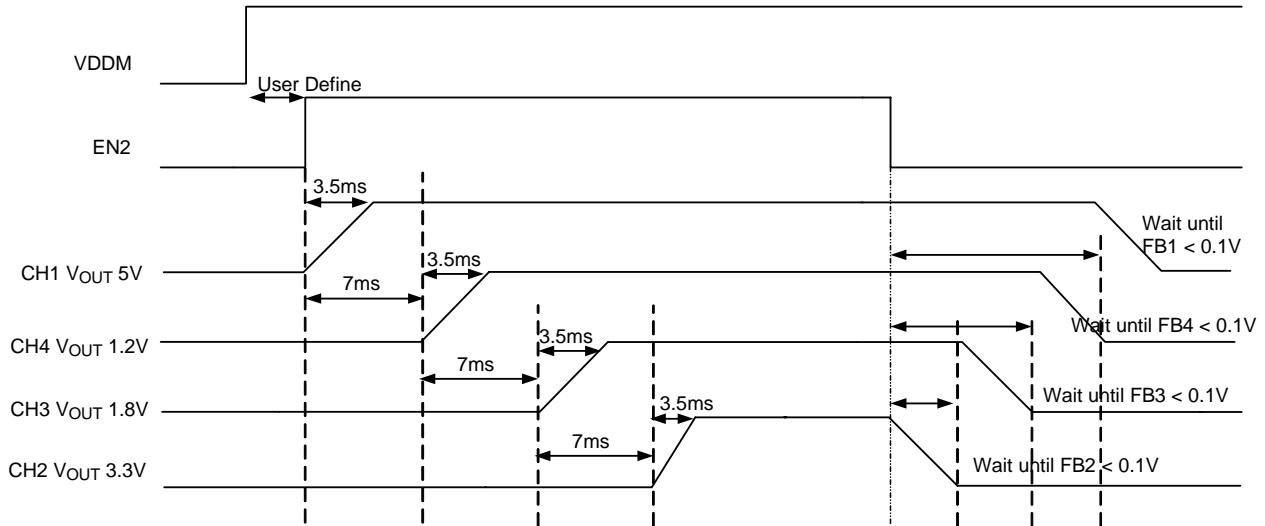 VDDM
User Define
EN2
3.5ms
Wait until
FB1 < 0.1V
CH1 VOUT 5V
3.5ms
7ms
Wait until FB4 < 0.1V
CH4 VOUT 1.2V
3.5ms
7ms
Wait until FB3 < 0.1V
CH3 VOUT 1.8V
3.5ms
7ms
Wait until FB2 < 0.1V
CH2 VOUT 3.3V